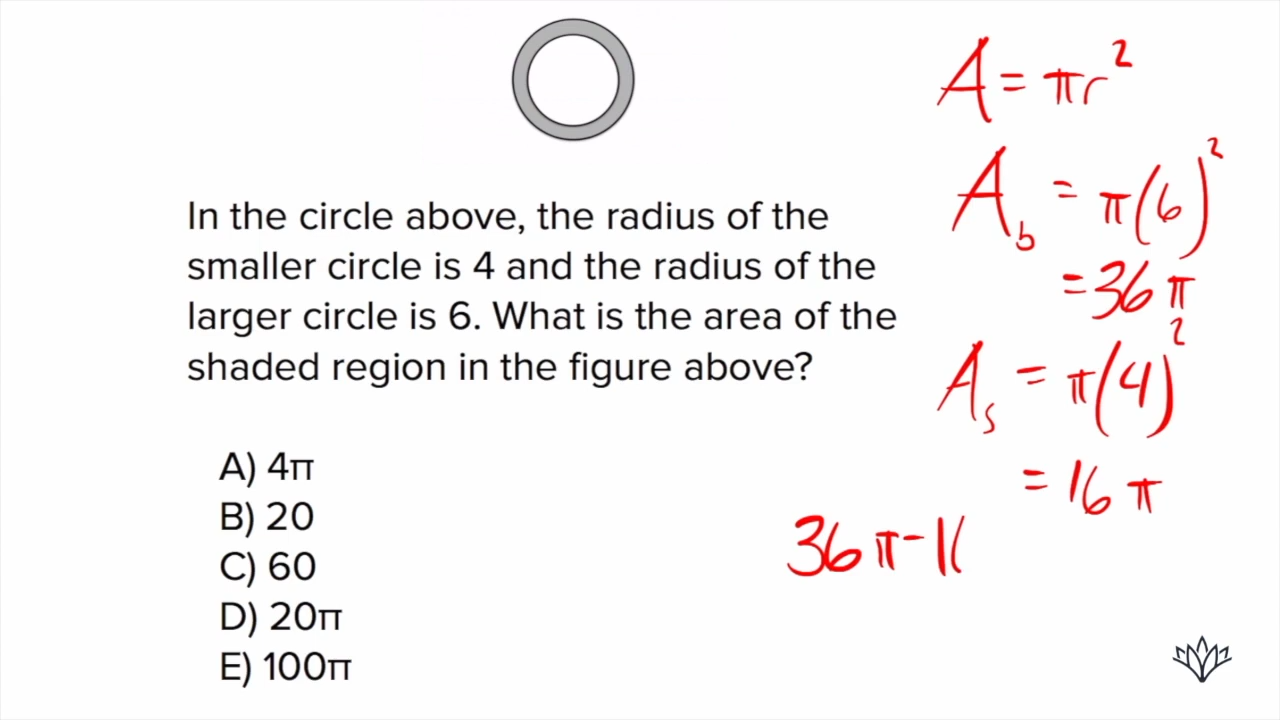 In the circle above, the radius of the
smaller circle is 4 and the radius of the
larger circle is 6. What is the area of the
shaded region in the figure above?
A) 4π
B) 20
C) 60
D) 20π
E) 100π
A = πr²
A_b = π(6)²
= 36π
A_s = π(4)²
= 16π
36π - 1